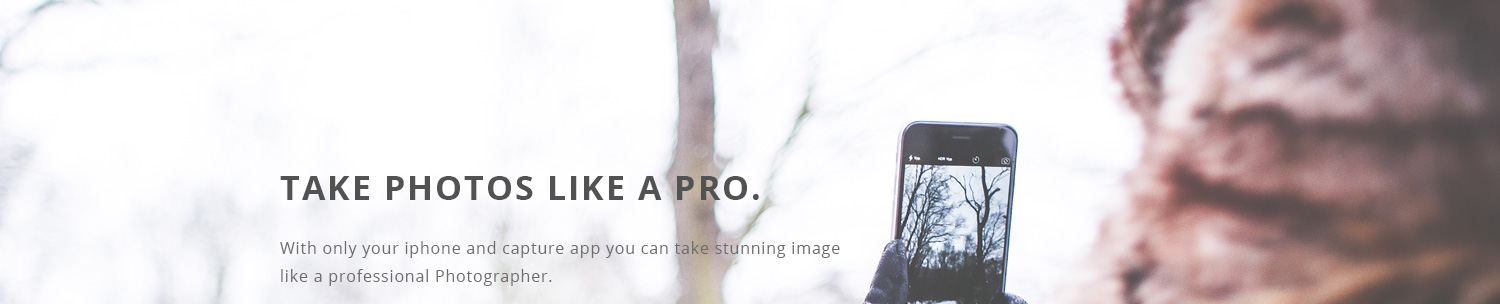 TAKE PHOTOS LIKE A PRO.
With only your iphone and capture app you can take stunning image
like a professional Photographer.